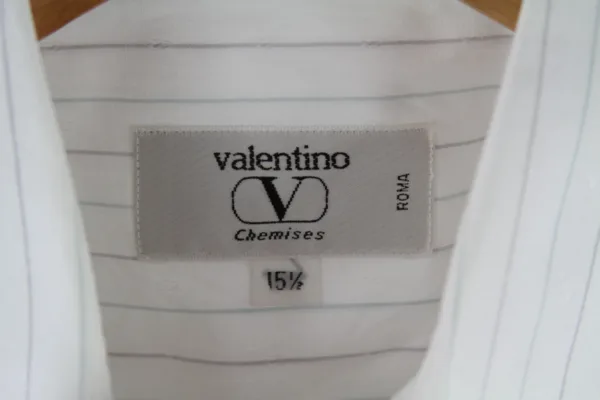 valentino
V
Chemises
ROMA
15½